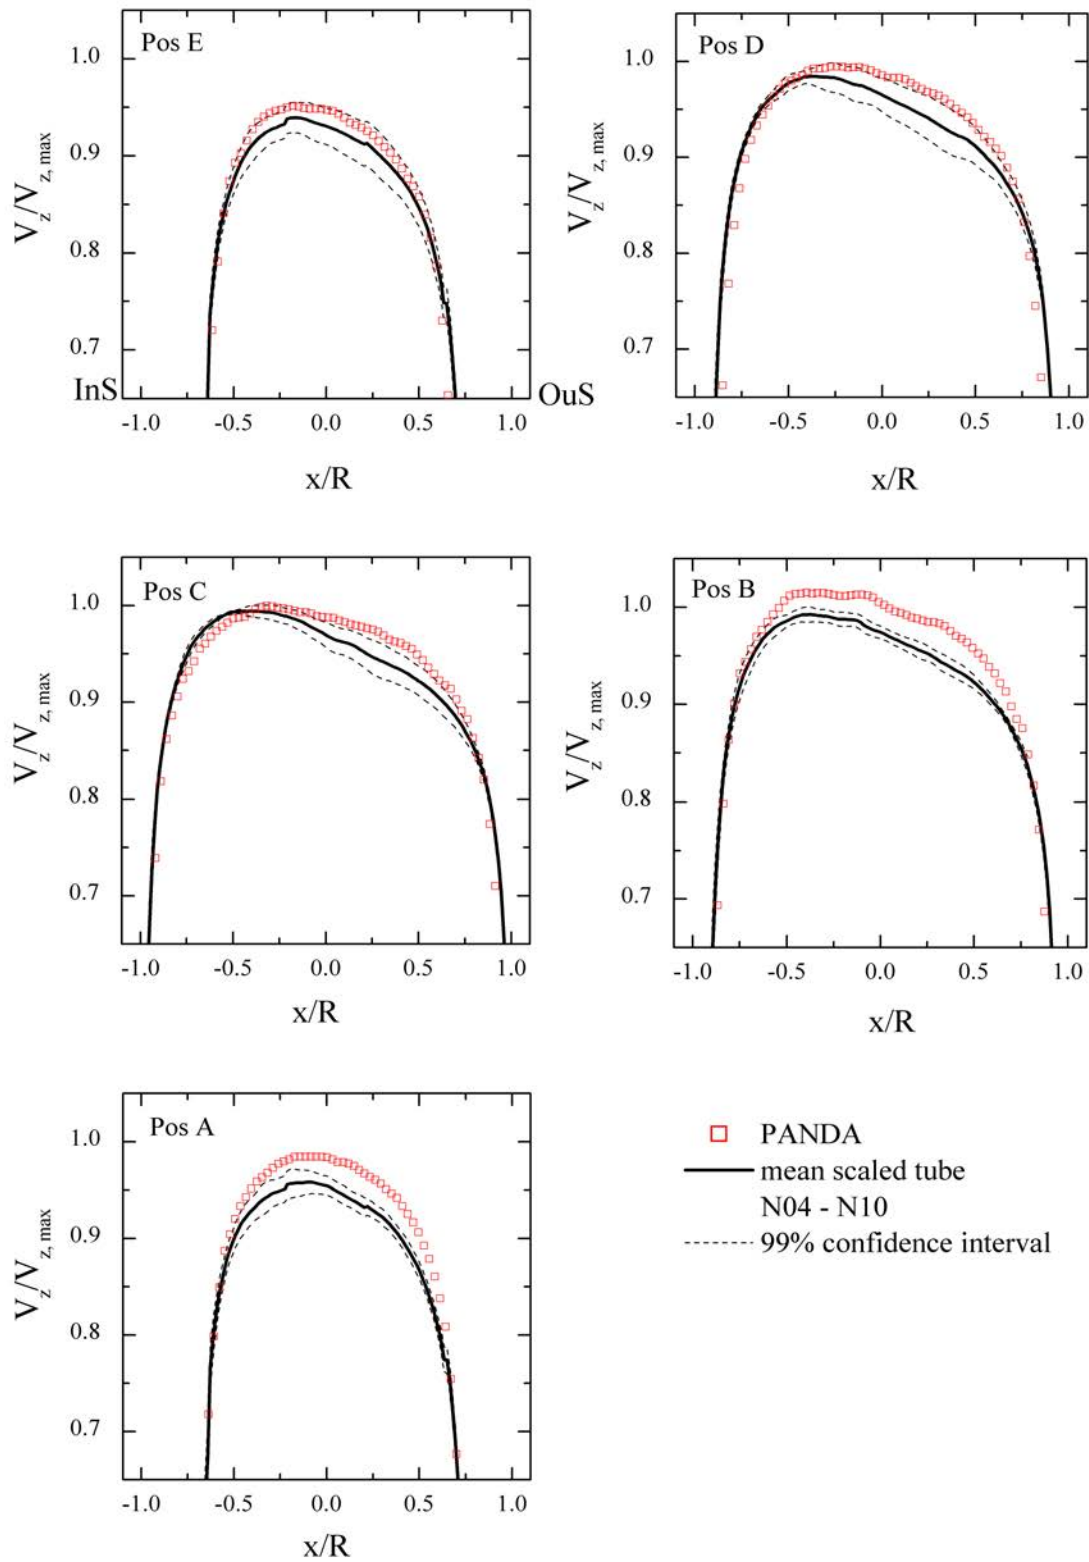 Pos E
1.0
0.9
0.8
0.7
V_z/V_z, max
InS
OuS
-1.0 -0.5 0.0 0.5 1.0
x/R
Pos D
1.0
0.9
0.8
0.7
V_z/V_z, max
-1.0 -0.5 0.0 0.5 1.0
x/R
Pos C
1.0
0.9
0.8
0.7
V_z/V_z, max
-1.0 -0.5 0.0 0.5 1.0
x/R
Pos B
1.0
0.9
0.8
0.7
V_z/V_z, max
-1.0 -0.5 0.0 0.5 1.0
x/R
Pos A
1.0
0.9
0.8
0.7
V_z/V_z, max
-1.0 -0.5 0.0 0.5 1.0
x/R
PANDA
mean scaled tube
N04 - N10
99% confidence interval